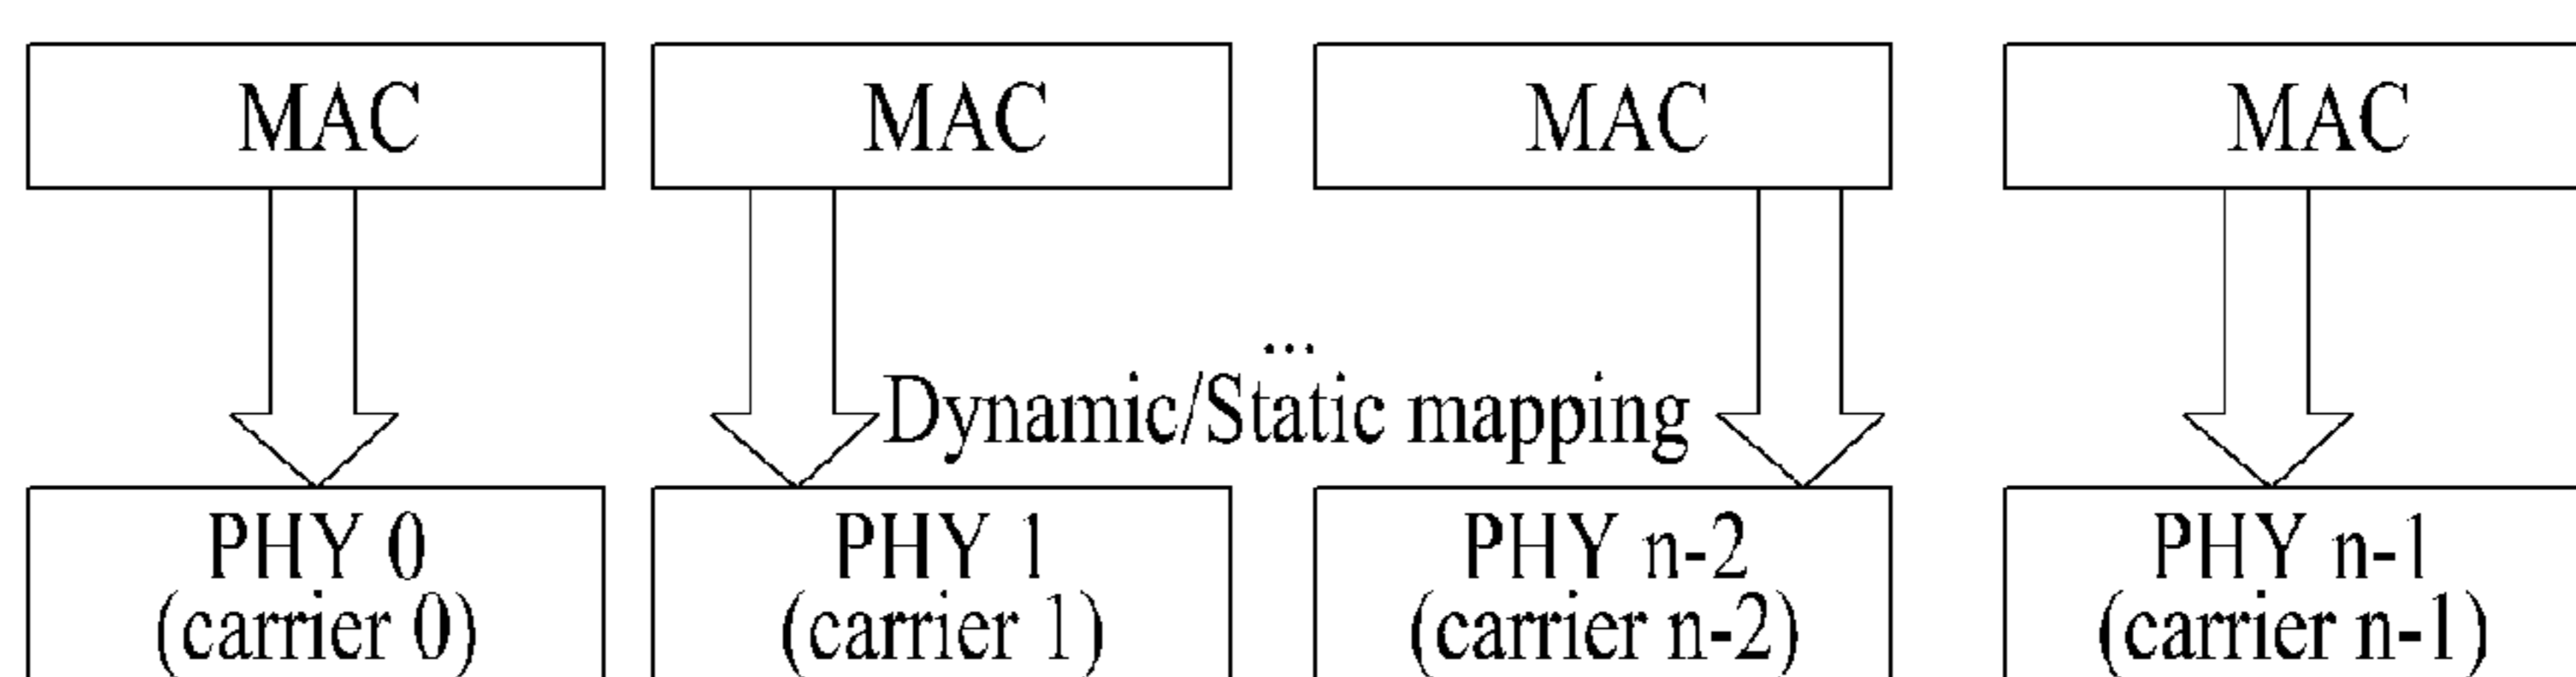 MAC MAC MAC MAC
...
Dynamic/Static mapping
PHY 0 PHY 1 PHY n-2 PHY n-1
(carrier 0) (carrier 1) (carrier n-2) (carrier n-1)